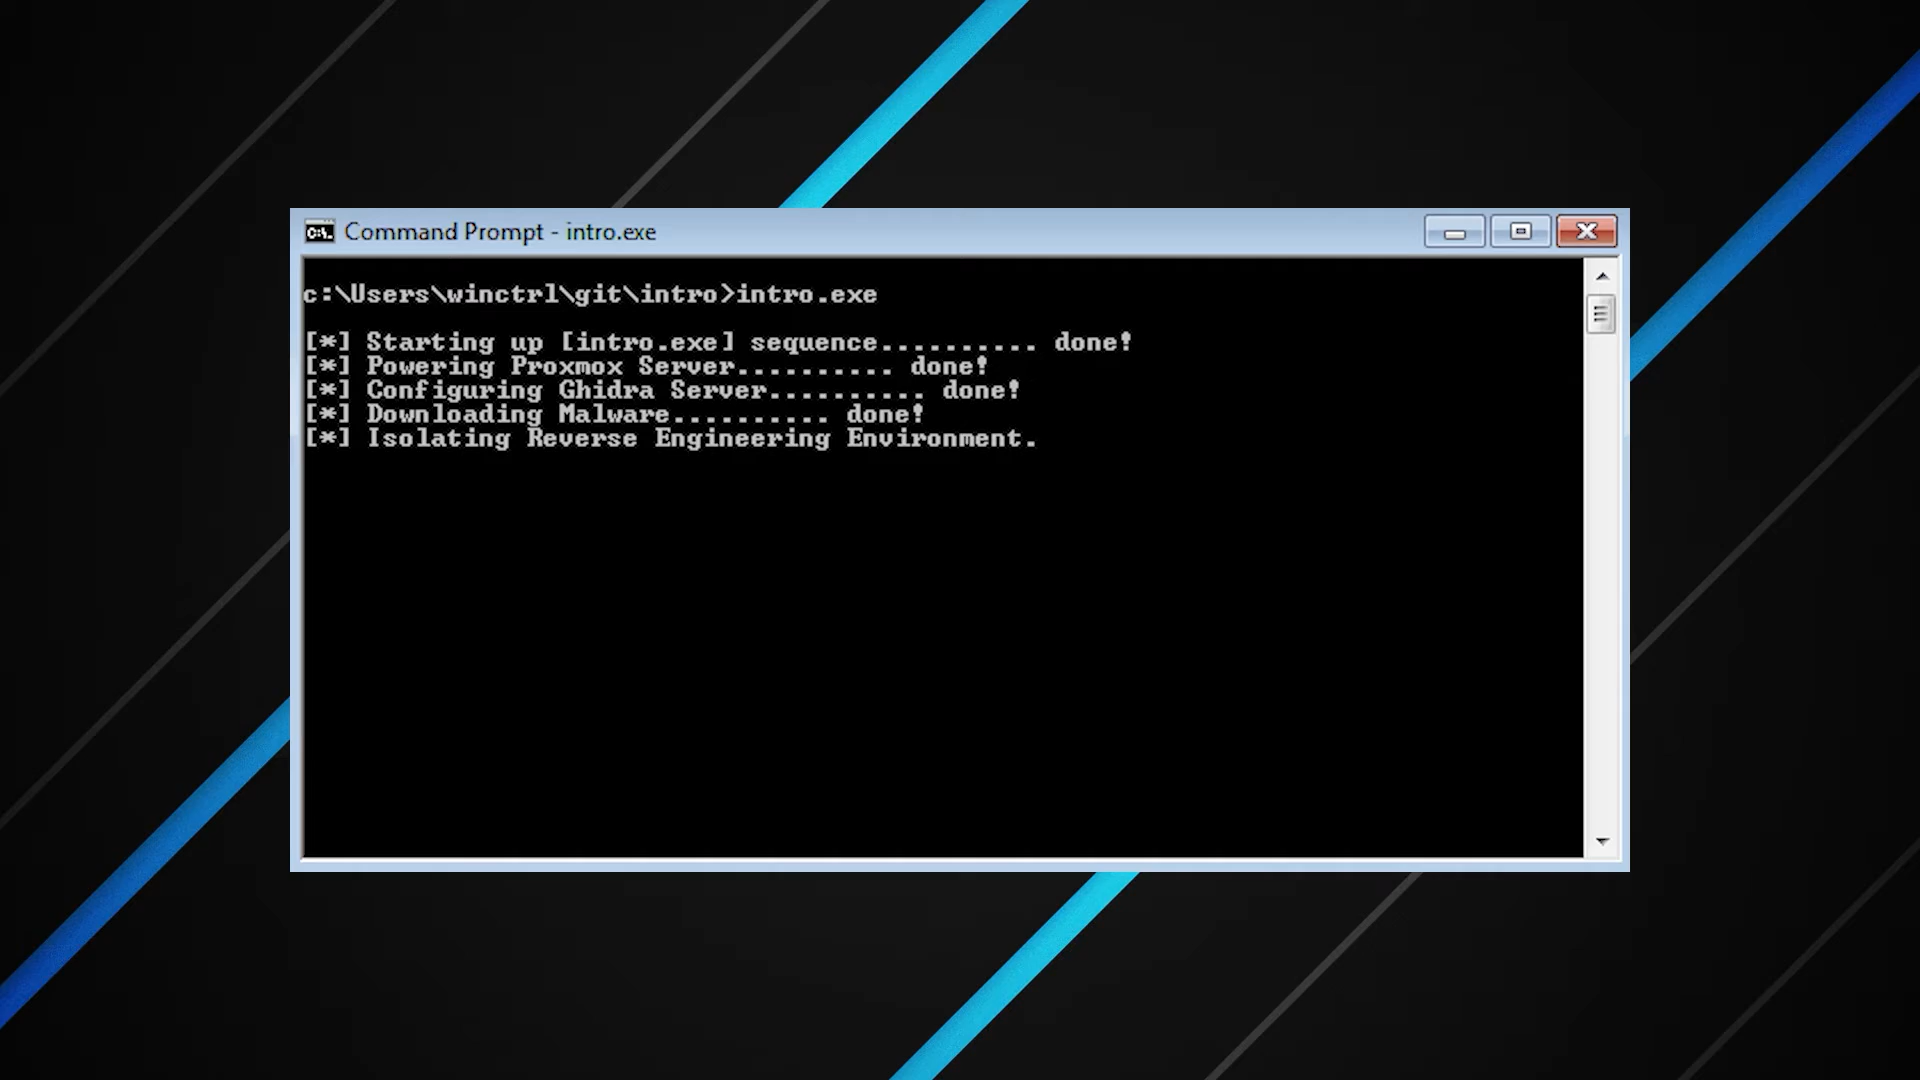 Command Prompt - intro.exe
c:\Users\winctrl\git\intro>intro.exe
[*] Starting up [intro.exe] sequence.......... done!
[*] Powering Proxmox Server.......... done!
[*] Configuring Ghidra Server.......... done!
[*] Downloading Malware.......... done!
[*] Isolating Reverse Engineering Environment.